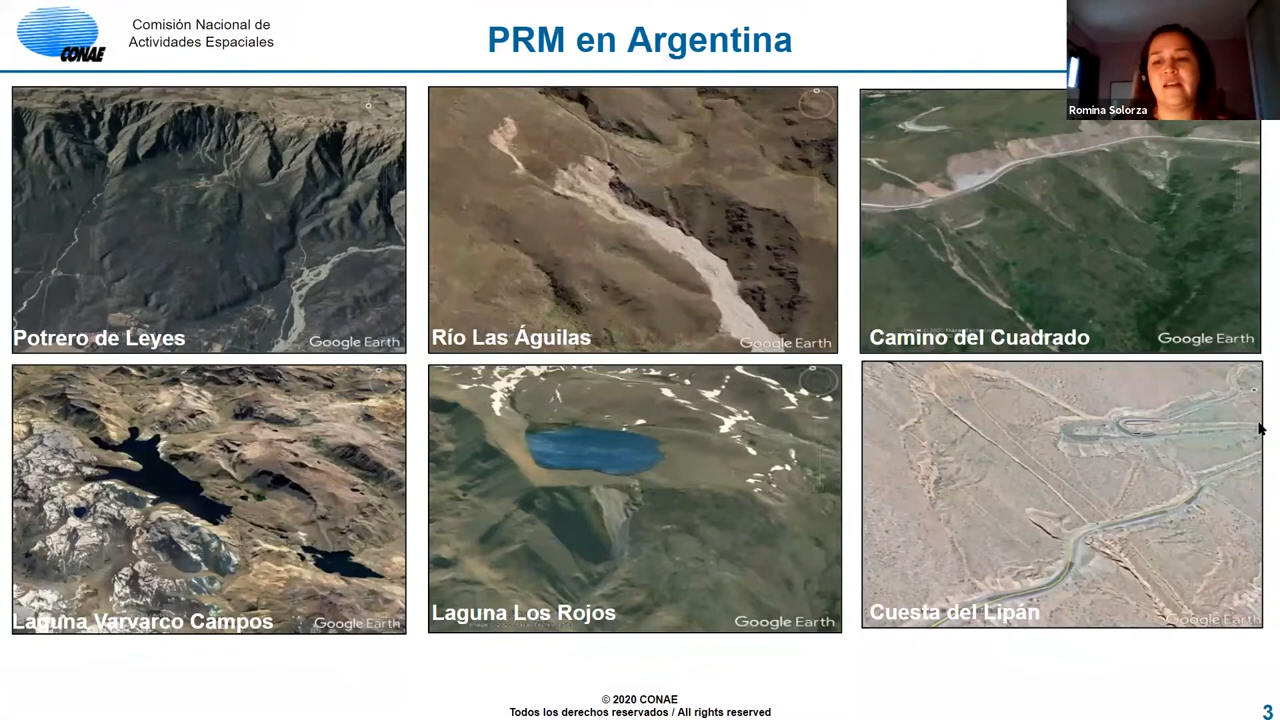 CONAE
Comisión Nacional de
Actividades Espaciales
PRM en Argentina
Romina Solorza
Potrero de Leyes
Google Earth
Río Las Águilas
Google Earth
Camino del Cuadrado
Google Earth
Laguna Varvarco Campos
Google Earth
Laguna Los Rojos
Google Earth
Cuesta del Lipán
Google Earth
© 2020 CONAE
Todos los derechos reservados / All rights reserved
3